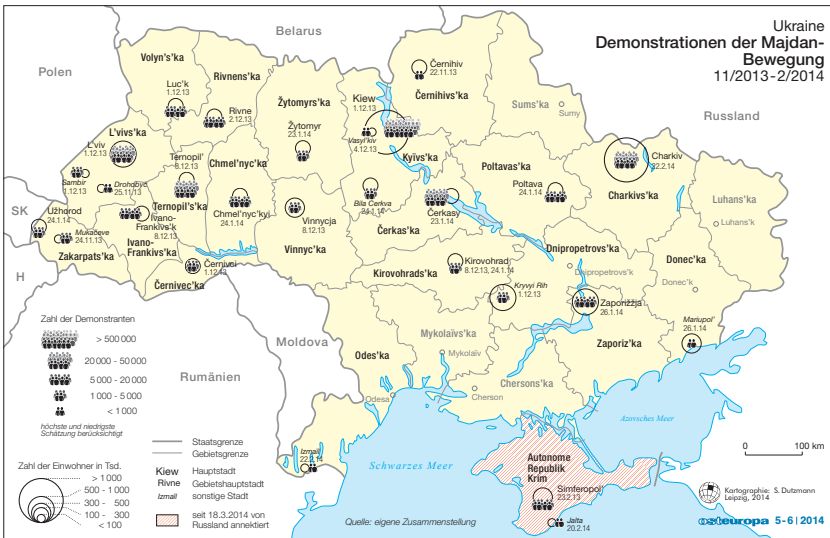 Ukraine
Demonstrationen der Majdan-
Bewegung
11/2013-2/2014
Belarus
Polen
Russland
SK
H
Moldova
Rumänien
Volyns'ka
Luc'k
1.12.13
Rivnens'ka
Rivne
2.12.13
Žytomyrs'ka
Žytomyr
23.1.14
Kiew
1.12.13
Vasyl'kiv
4.12.13
Kyïvs'ka
Bila Cerkva
24.1.14
Černihiv
22.11.13
Černihivs'ka
Sums'ka
Sumy
L'vivs'ka
L'viv
1.12.13
Sambir
1.12.13
Drohobyč
25.11.13
Ternopil'
8.12.13
Ternopil's'ka
Chmel'nyc'ka
Chmel'nyc'kyi
24.1.14
Vinnycja
8.12.13
Vinnyc'ka
Užhorod
24.1.14
Mukačeve
24.11.13
Zakarpats'ka
Ivano-
Frankivs'k
8.12.13
Ivano-
Frankivs'ka
Černivci
1.12.13
Černivec'ka
Čerkasy
23.1.14
Čerkas'ka
Poltavas'ka
Poltava
24.1.14
Charkiv
22.2.14
Charkivs'ka
Luhans'ka
Luhans'k
Kirovohrad
8.12.13, 24.1.14
Kirovohrads'ka
Kryvyi Rih
1.12.13
Dnipropetrovs'ka
Dnipropetrovs'k
Donec'ka
Donec'k
Mariupol'
26.1.14
Zaporižžja
26.1.14
Zaporiz'ka
Mykolaïvs'ka
Mykolaïv
Chersons'ka
Cherson
Odes'ka
Odesa
Izmail
22.2.14
Autonome
Republik
Krim
Simferopol'
23.2.13
Jalta
20.2.14
Schwarzes Meer
Azovsches Meer
Zahl der Demonstranten
> 500 000
20 000 - 50 000
5 000 - 20 000
1 000 - 5 000
< 1 000
höchste und niedrigste
Schätzung berücksichtigt
Zahl der Einwohner in Tsd.
> 1 000
500 - 1 000
300 - 500
100 - 300
< 100
Staatsgrenze
Gebietsgrenze
Kiew Hauptstadt
Rivne Gebietshauptstadt
Izmail sonstige Stadt
seit 18.3.2014 von
Russland annektiert
Quelle: eigene Zusammenstellung
0 100 km
Kartographie: S. Dutzmann
Leipzig, 2014
osteuropa 5-6 | 2014